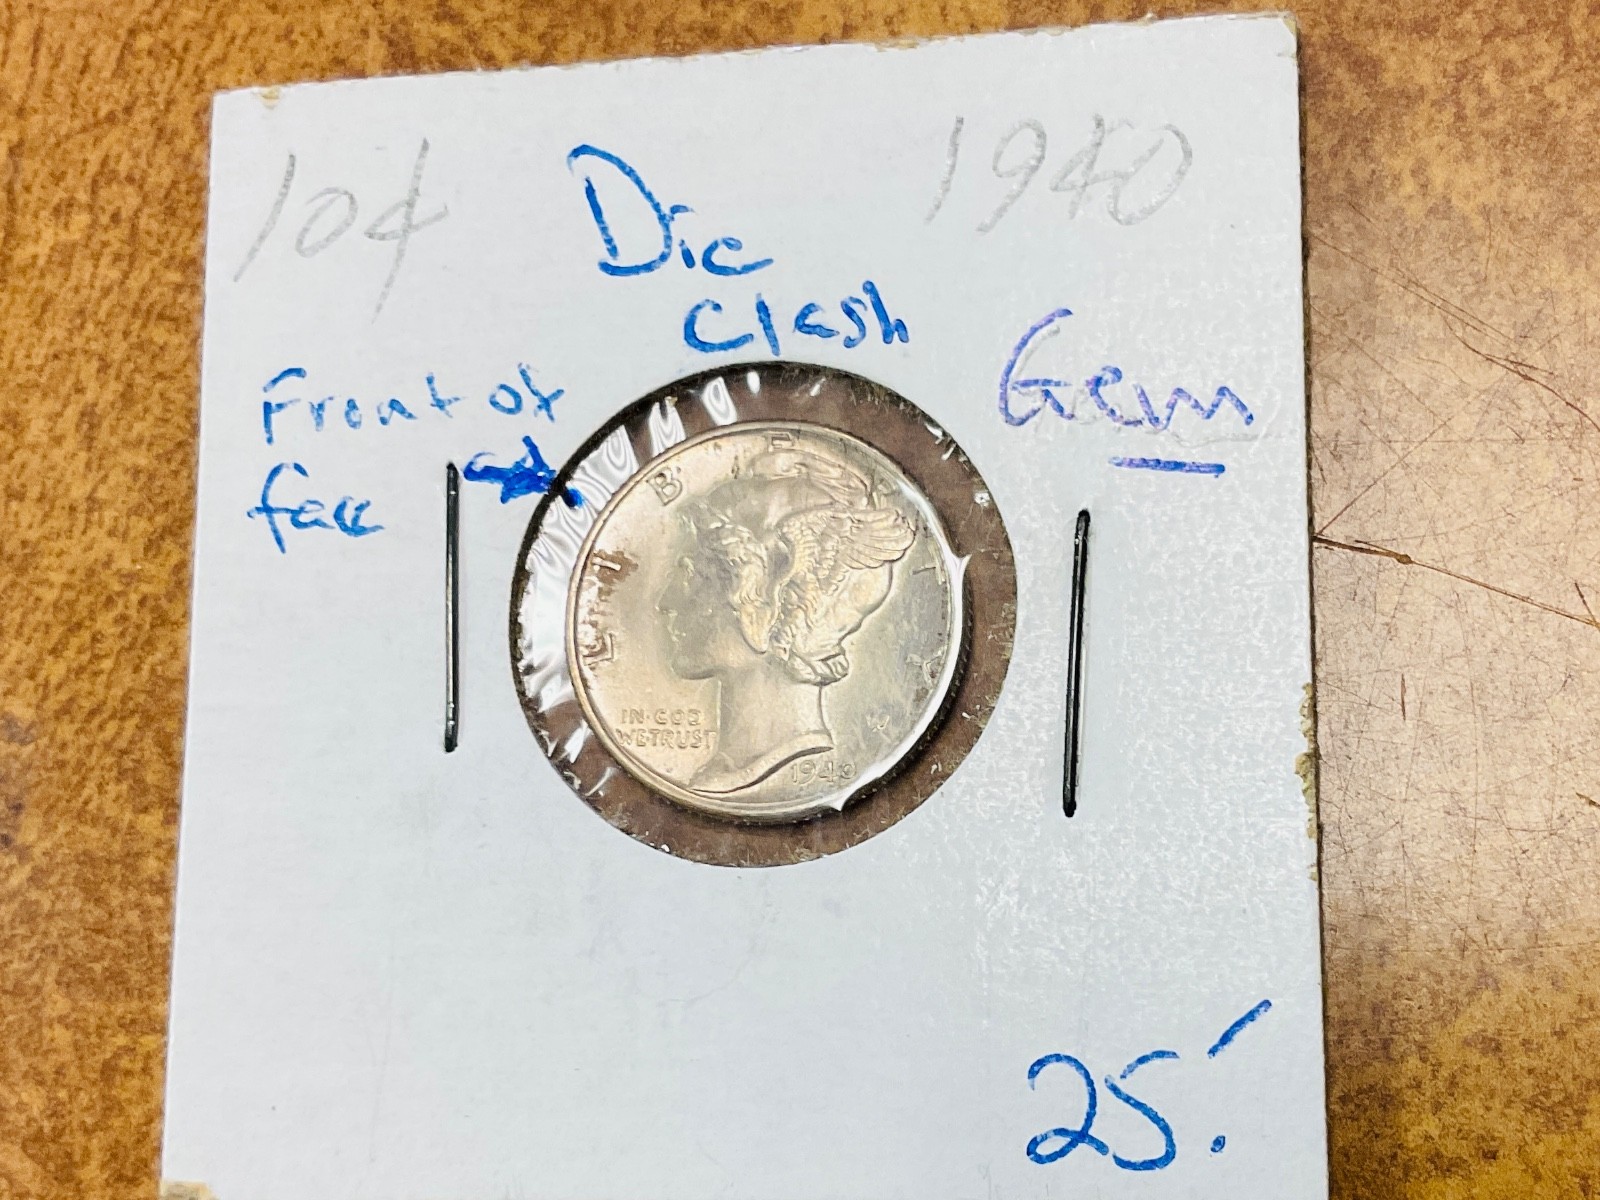 10¢ 1940
Die
Clash
Front of
face
Gem
LIBERTY
IN·GOD
WE TRUST
1940
25.